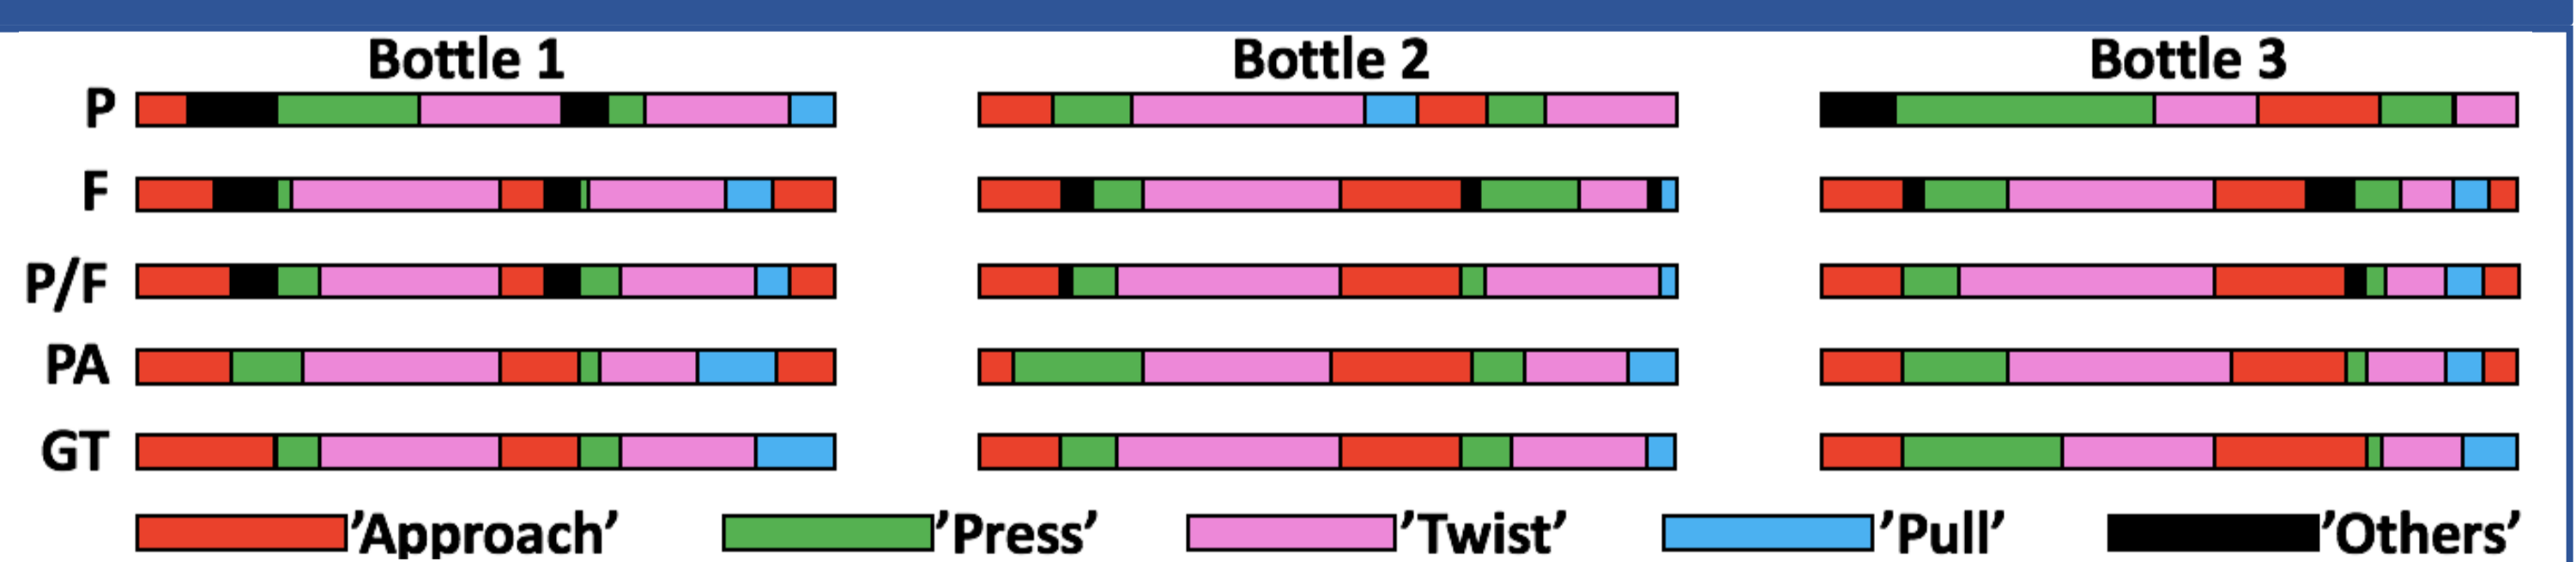 Bottle 1 Bottle 2 Bottle 3
P
F
P/F
PA
GT
’Approach’ ’Press’ ’Twist’ ’Pull’ ’Others’